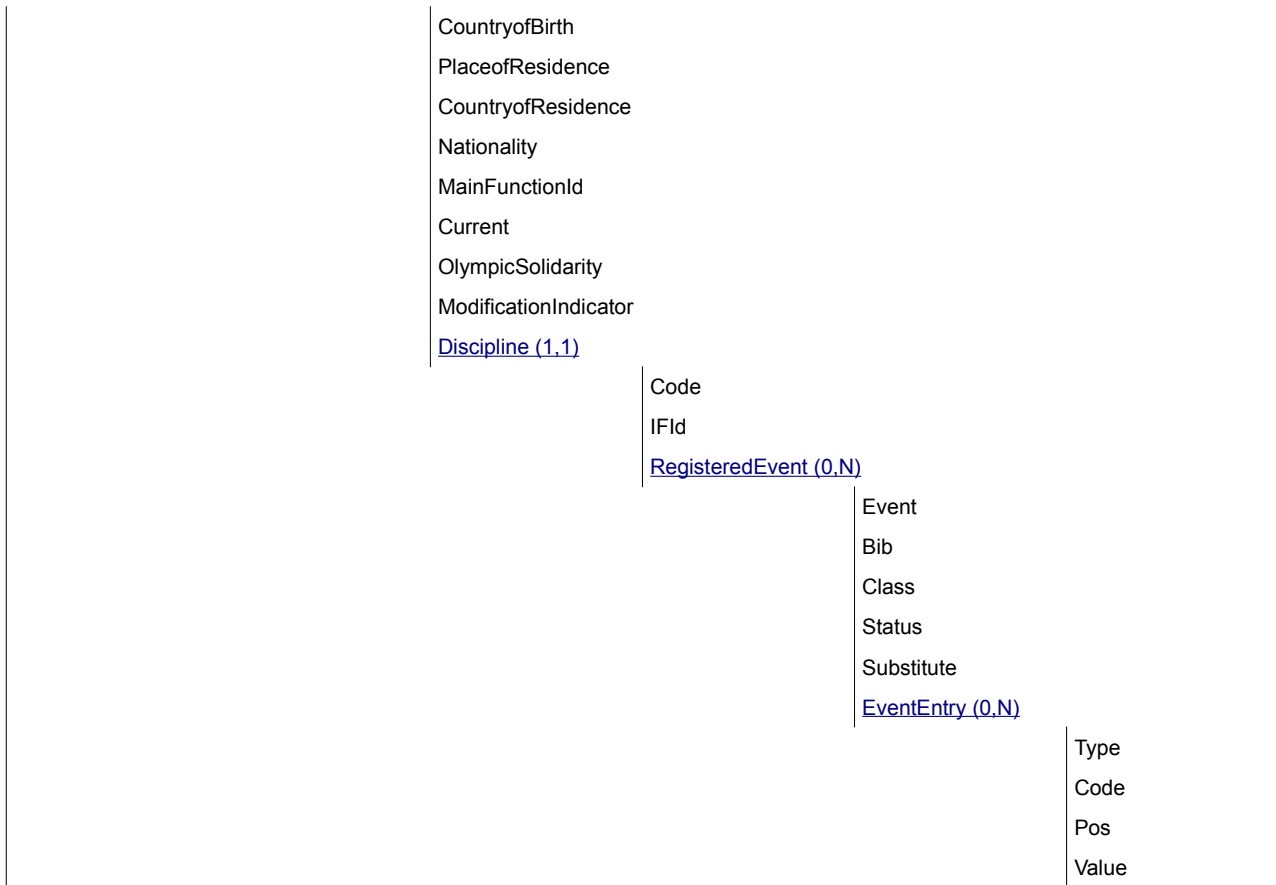 CountryofBirth
PlaceofResidence
CountryofResidence
Nationality
MainFunctionId
Current
OlympicSolidarity
ModificationIndicator
Discipline (1,1)
Code
IFId
RegisteredEvent (0,N)
Event
Bib
Class
Status
Substitute
EventEntry (0,N)
Type
Code
Pos
Value